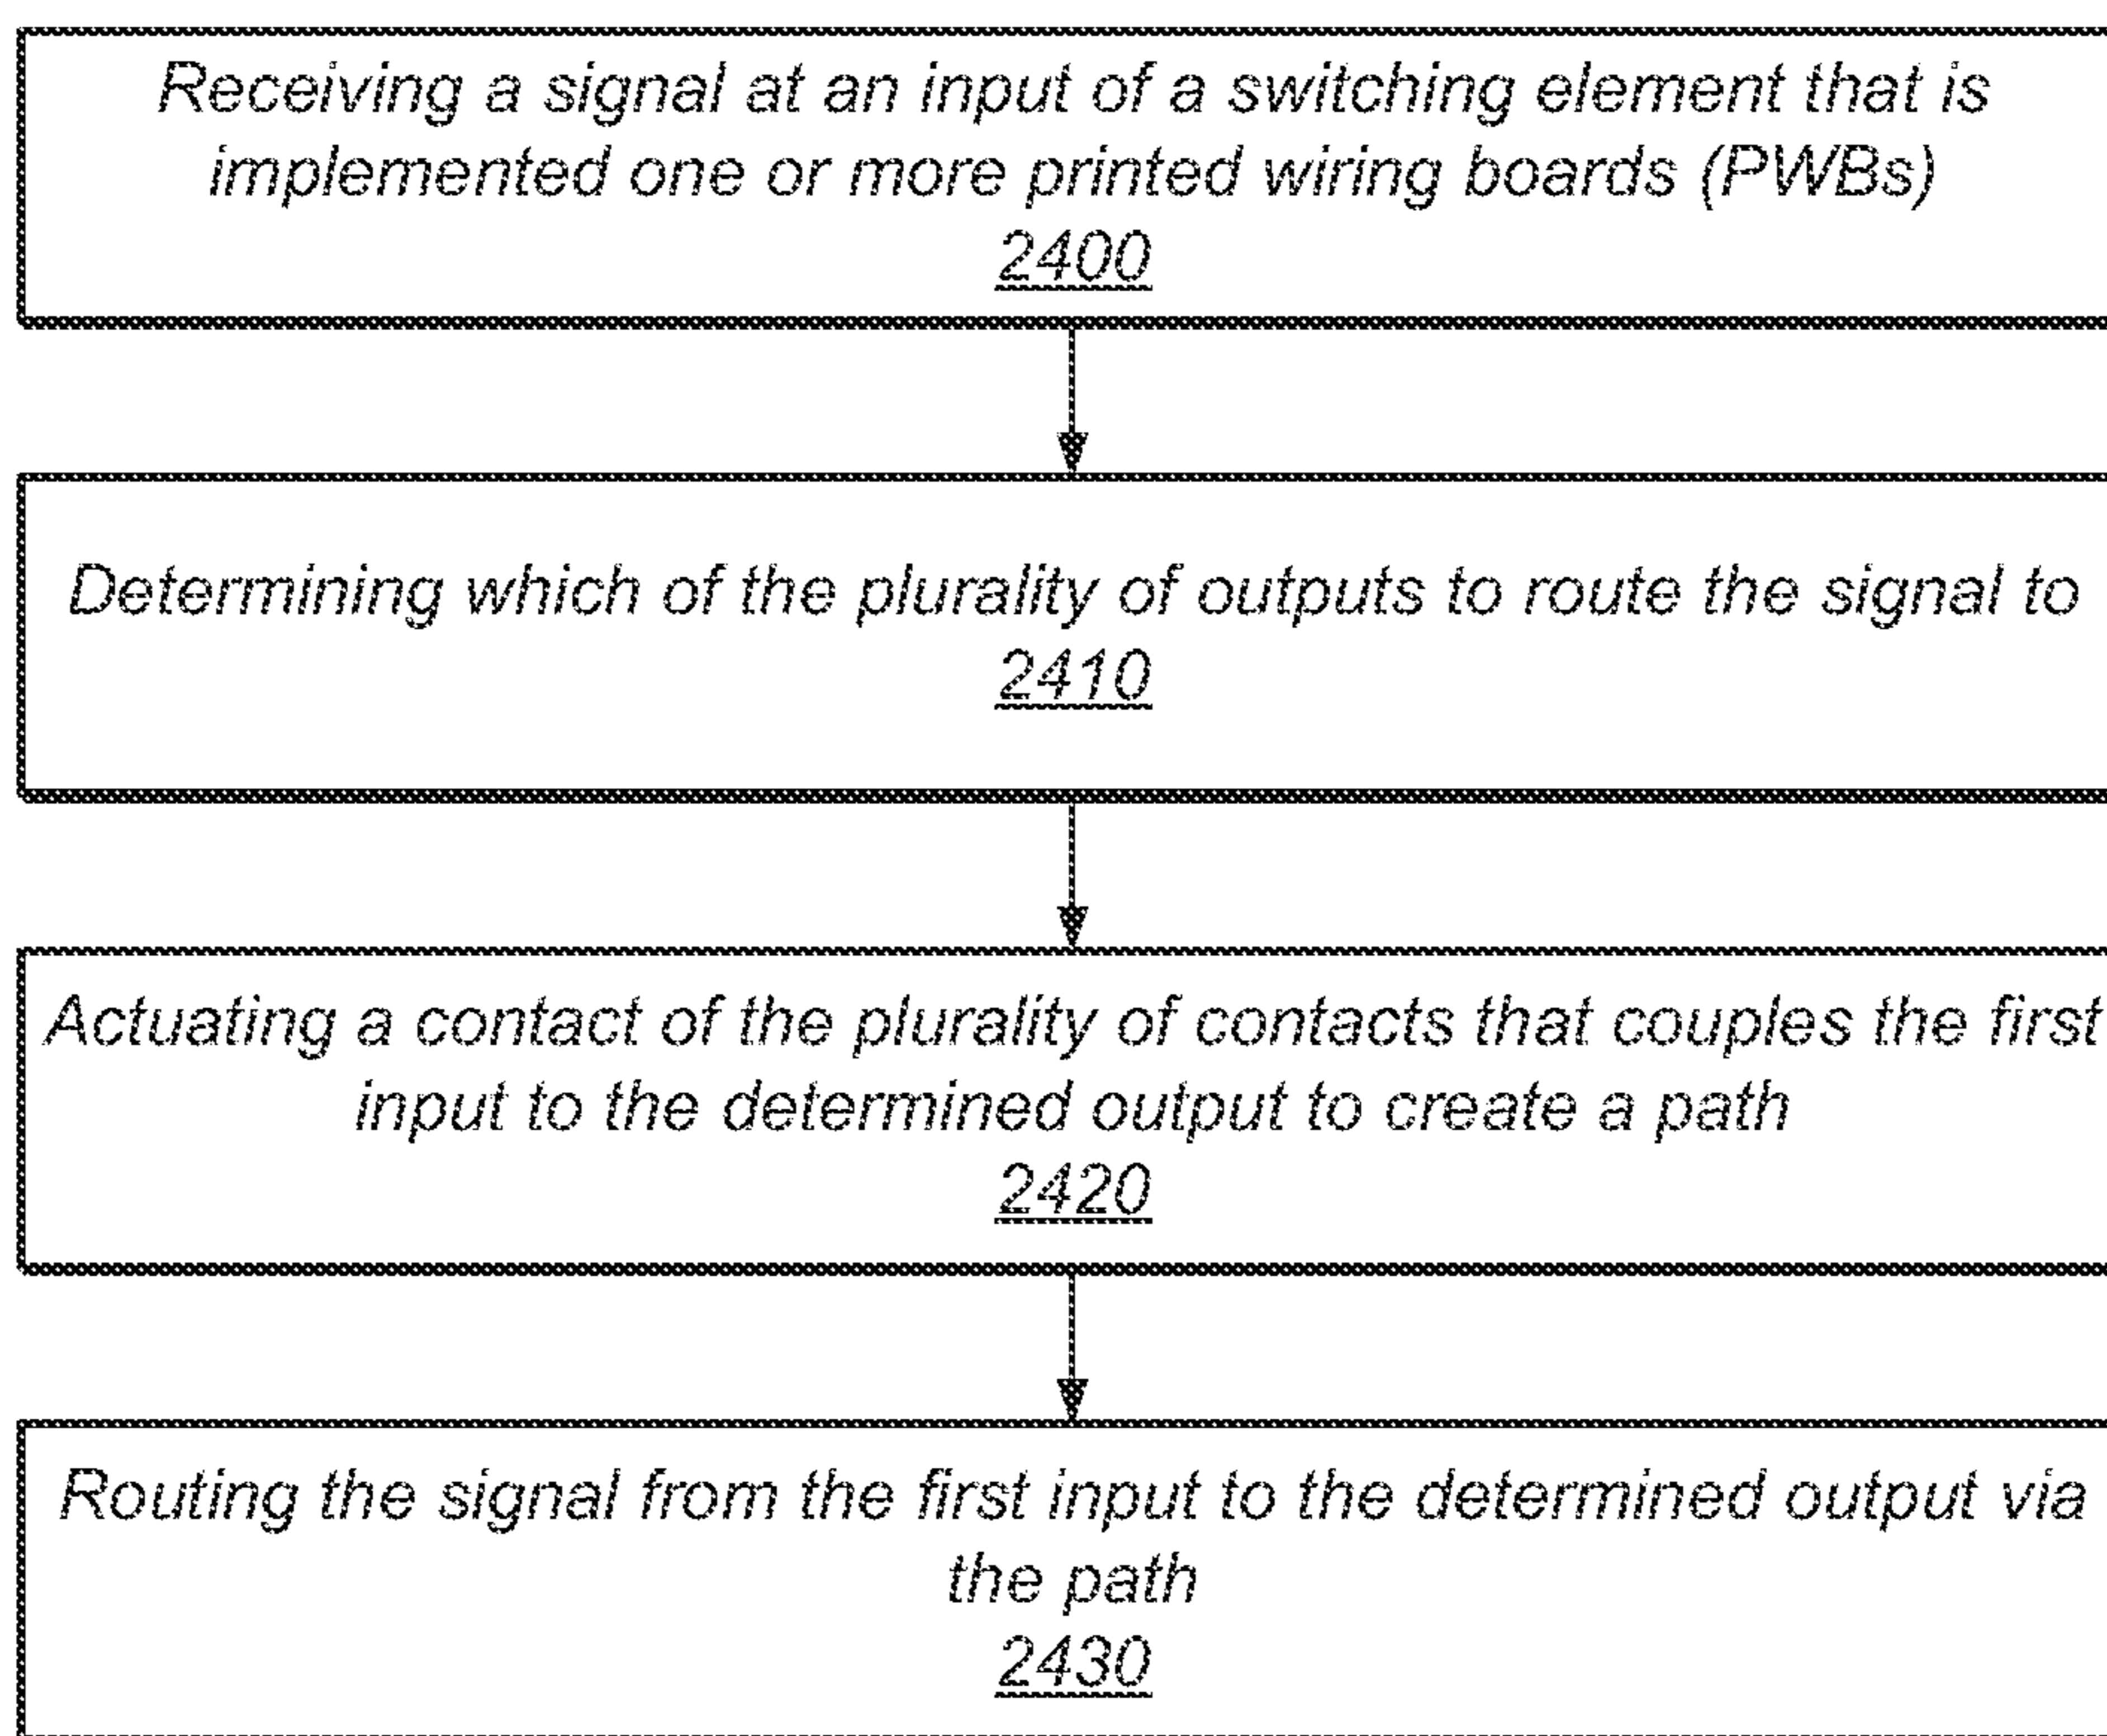 Receiving a signal at an input of a switching element that is
implemented one or more printed wiring boards (PWBs)
2400
Determining which of the plurality of outputs to route the signal to
2410
Actuating a contact of the plurality of contacts that couples the first
input to the determined output to create a path
2420
Routing the signal from the first input to the determined output via
the path
2430